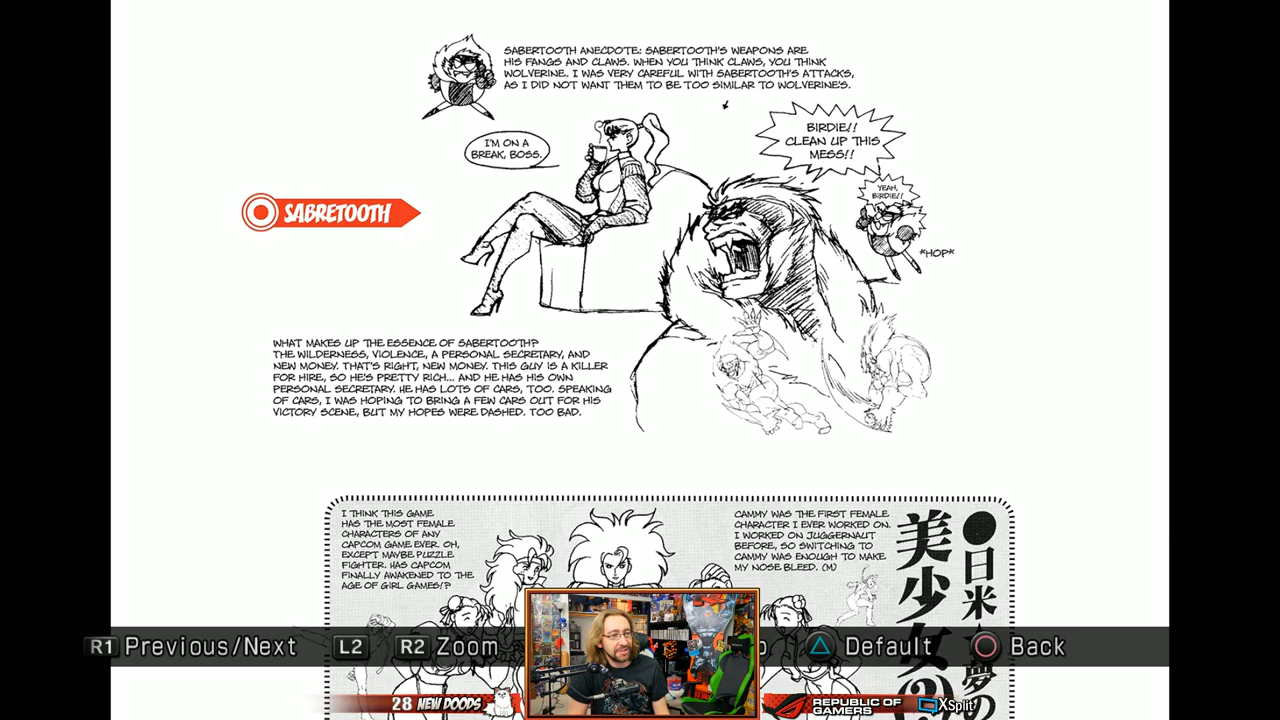 SABERTOOTH ANECDOTE: SABERTOOTH'S WEAPONS ARE
HIS FANGS AND CLAWS. WHEN YOU THINK CLAWS, YOU THINK
WOLVERINE. I WAS VERY CAREFUL WITH SABERTOOTH'S ATTACKS,
AS I DID NOT WANT THEM TO BE TOO SIMILAR TO WOLVERINE'S.
I'M ON A
BREAK, BOSS.
BIRDIE!!
CLEAN UP THIS
MESS!!
YEAH,
BIRDIE!!
*HOP*
SABRETOOTH
WHAT MAKES UP THE ESSENCE OF SABERTOOTH?
THE WILDERNESS, VIOLENCE, A PERSONAL SECRETARY, AND
NEW MONEY. THAT'S RIGHT, NEW MONEY. THIS GUY IS A KILLER
FOR HIRE, SO HE'S PRETTY RICH... AND HE HAS HIS OWN
PERSONAL SECRETARY. HE HAS LOTS OF CARS, TOO. SPEAKING
OF CARS, I WAS HOPING TO BRING A FEW CARS OUT FOR HIS
VICTORY SCENE, BUT MY HOPES WERE DASHED. TOO BAD.
I THINK THIS GAME
HAS THE MOST FEMALE
CHARACTERS OF ANY
CAPCOM GAME EVER. OH,
EXCEPT MAYBE PUZZLE
FIGHTER. HAS CAPCOM
FINALLY AWAKENED TO THE
AGE OF GIRL GAMES!?
CAMMY WAS THE FIRST FEMALE
CHARACTER I EVER WORKED ON.
I WORKED ON JUGGERNAUT
BEFORE, SO SWITCHING TO
CAMMY WAS ENOUGH TO MAKE
MY NOSE BLEED. (M)
●日米
夢の
美少女(2)
R1 Previous/Next
L2 R2 Zoom
Default
Back
28 NEW DOODS
REPUBLIC OF
GAMERS
XSplit